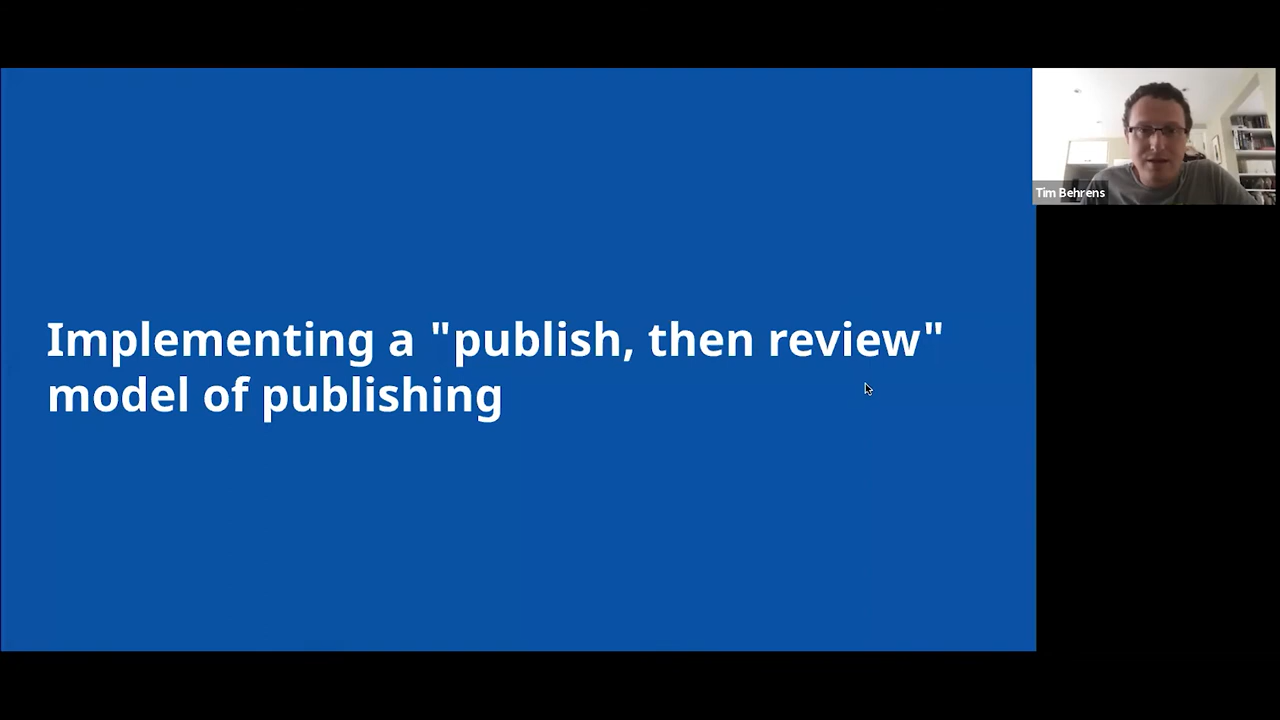 Implementing a "publish, then review"
model of publishing
Tim Behrens